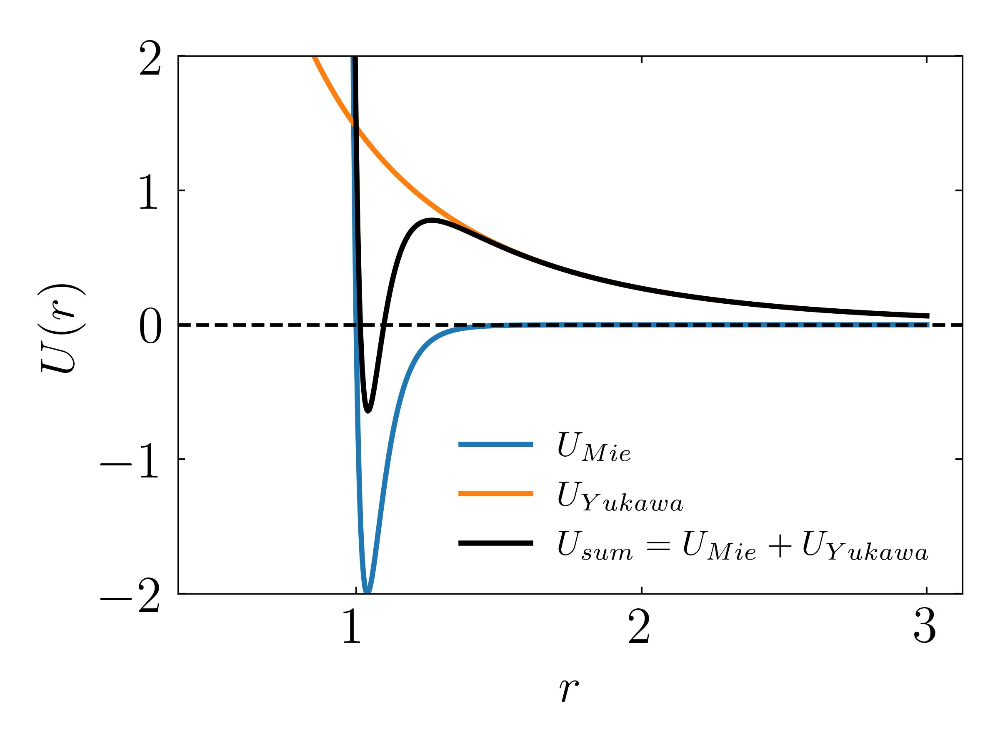 2
1
0
−1
−2
U(r)
U_{Mie}
U_{Yukawa}
U_{sum} = U_{Mie} + U_{Yukawa}
1 2 3
r